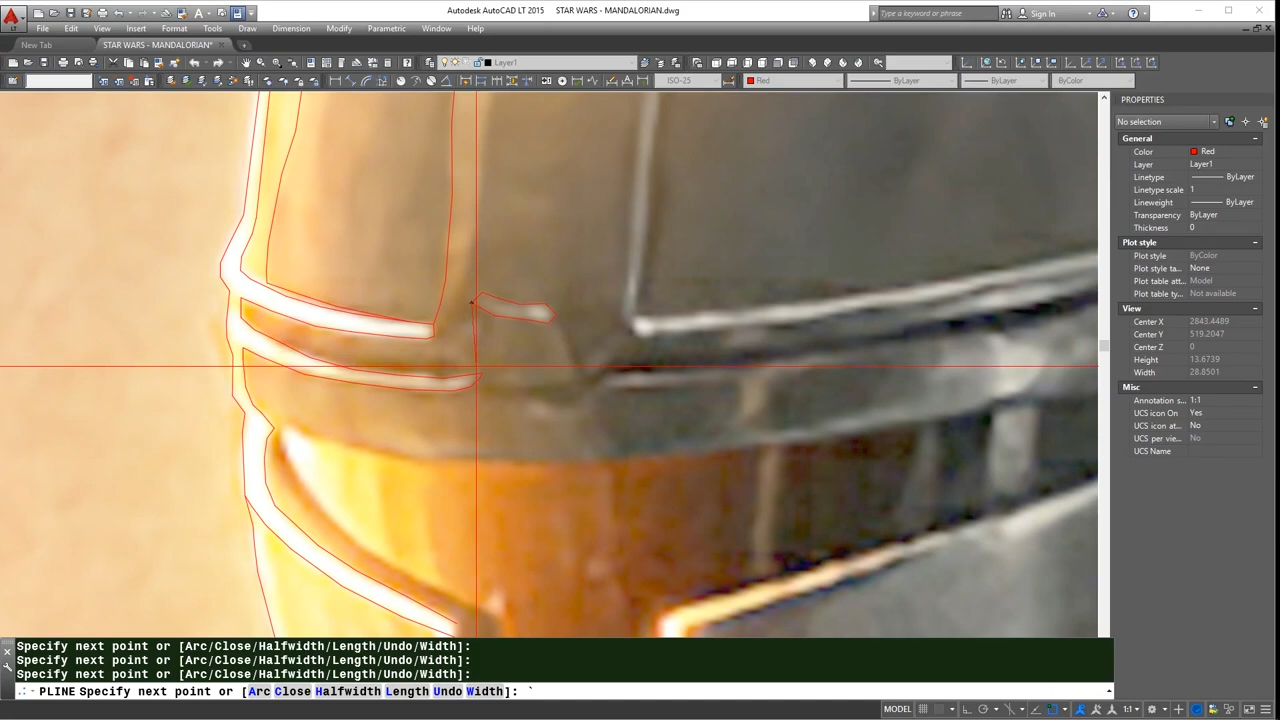 Autodesk AutoCAD LT 2015 STAR WARS - MANDALORIAN.dwg
Type a keyword or phrase
Sign In
LT
File Edit View Insert Format Tools Draw Dimension Modify Parametric Window Help
New Tab
STAR WARS - MANDALORIAN*
Layer1
ISO-25
Red
ByLayer
ByLayer
ByColor
PROPERTIES
No selection
General
Color Red
Layer Layer1
Linetype ByLayer
Linetype scale 1
Lineweight ByLayer
Transparency ByLayer
Thickness 0
Plot style
Plot style ByColor
Plot style ta... None
Plot table att... Model
Plot table ty... Not available
View
Center X 2843.4489
Center Y 519.2047
Center Z 0
Height 13.6739
Width 28.8501
Misc
Annotation s... 1:1
UCS icon On Yes
UCS icon at... No
UCS per vie... No
UCS Name
Specify next point or [Arc/Close/Halfwidth/Length/Undo/Width]:
Specify next point or [Arc/Close/Halfwidth/Length/Undo/Width]:
Specify next point or [Arc/Close/Halfwidth/Length/Undo/Width]:
PLINE Specify next point or [Arc Close Halfwidth Length Undo Width]: `
MODEL
1:1